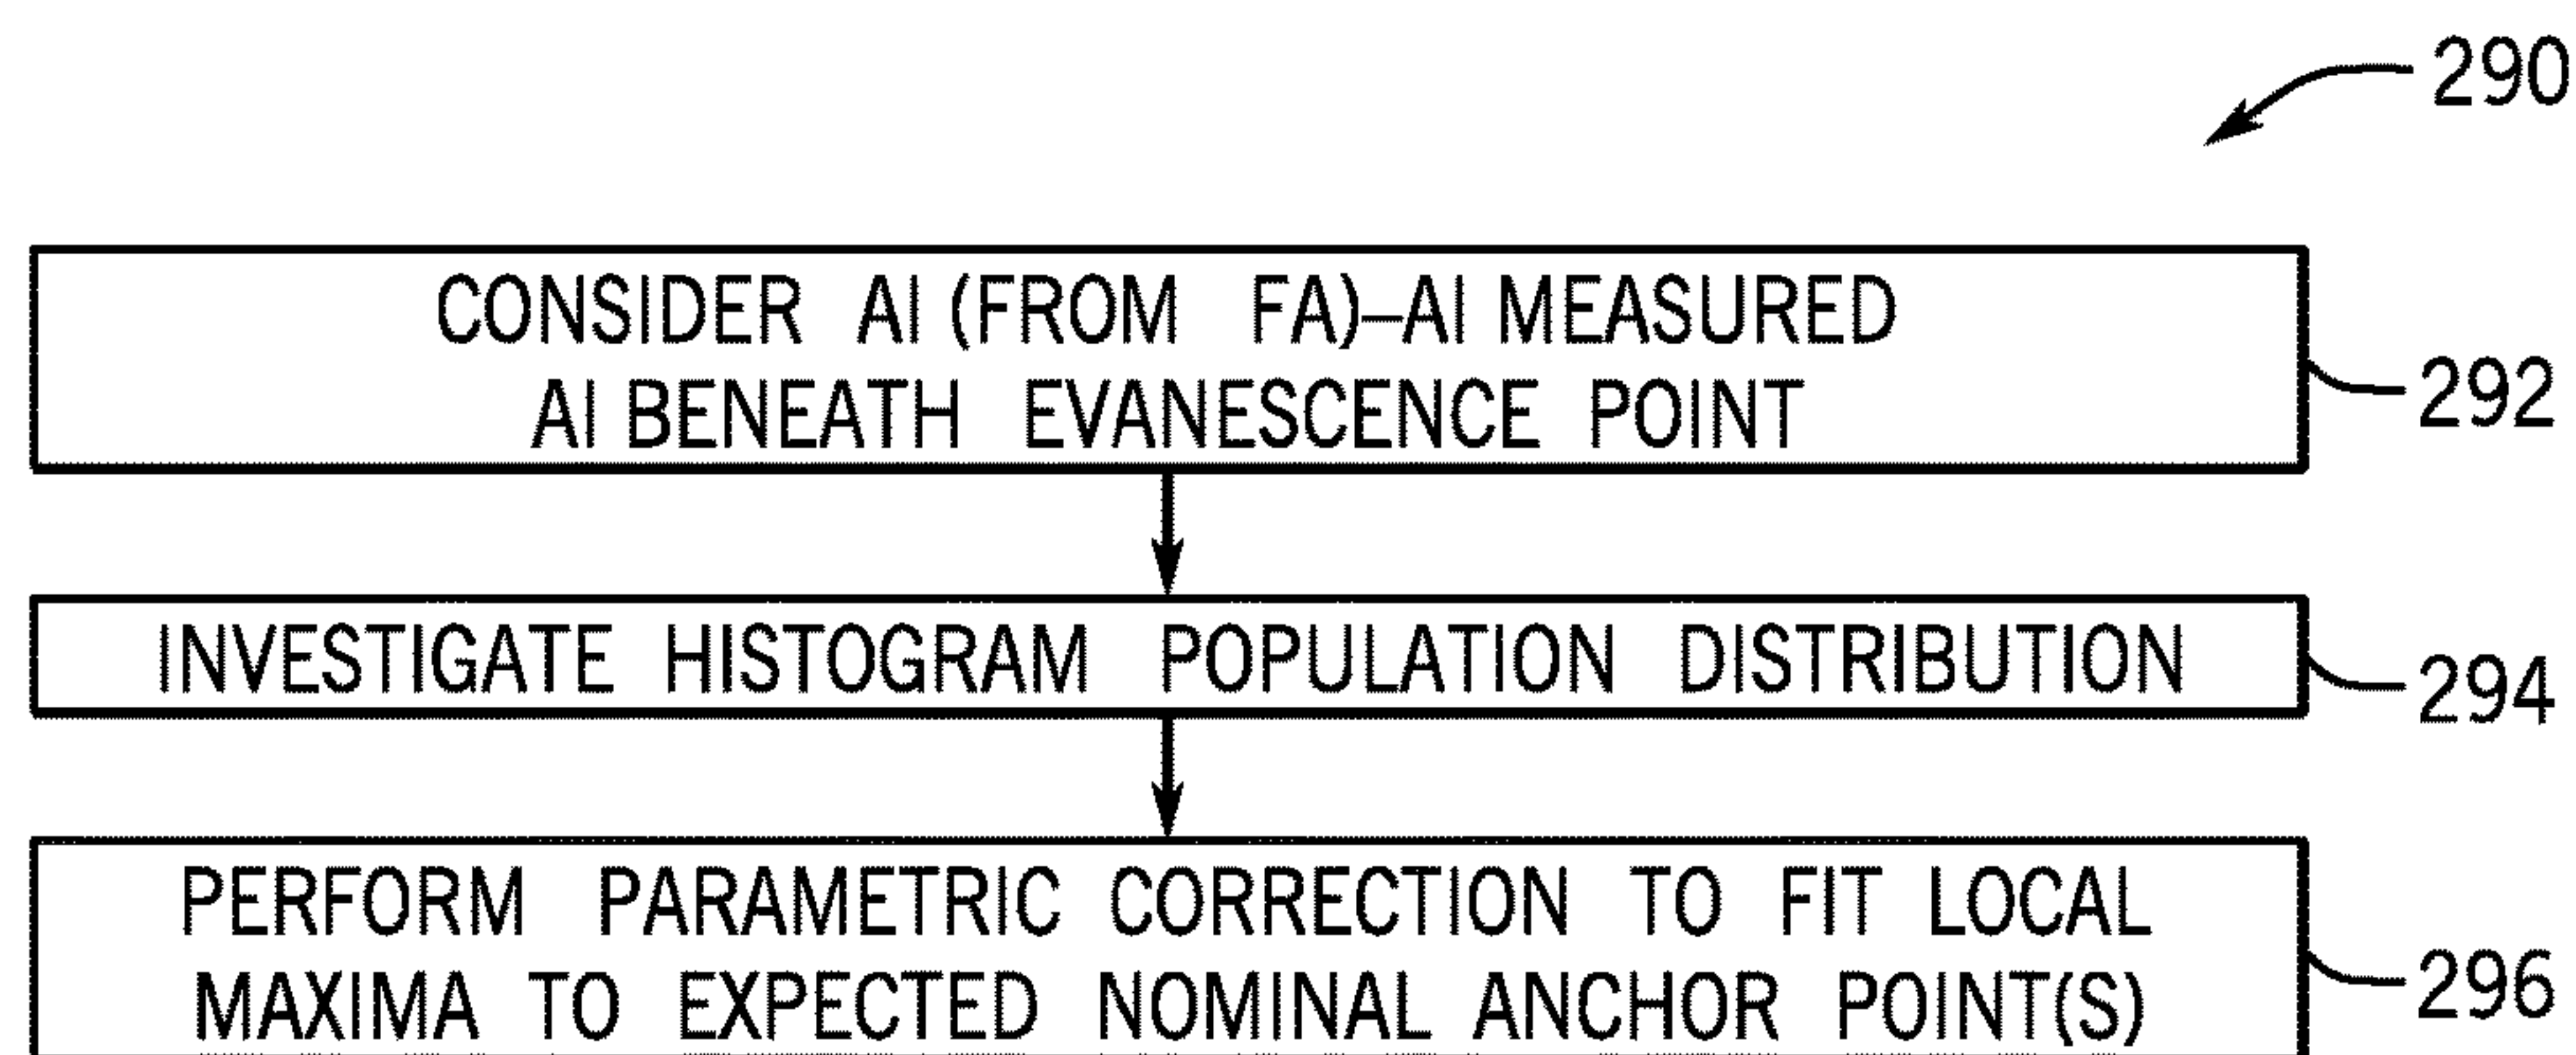 290
CONSIDER AI (FROM FA)–AI MEASURED
AI BENEATH EVANESCENCE POINT
292
INVESTIGATE HISTOGRAM POPULATION DISTRIBUTION
294
PERFORM PARAMETRIC CORRECTION TO FIT LOCAL
MAXIMA TO EXPECTED NOMINAL ANCHOR POINT(S)
296